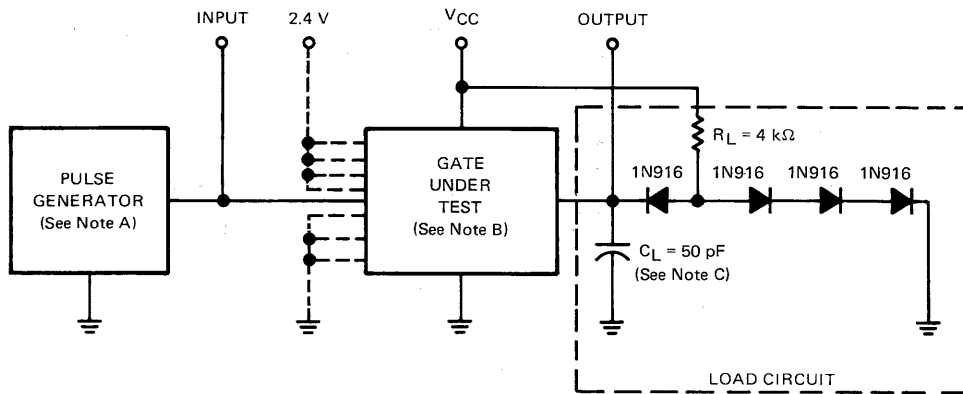 INPUT
2.4 V
VCC
OUTPUT
PULSE
GENERATOR
(See Note A)
GATE
UNDER
TEST
(See Note B)
RL = 4 kΩ
1N916
1N916
1N916
1N916
CL = 50 pF
(See Note C)
LOAD CIRCUIT